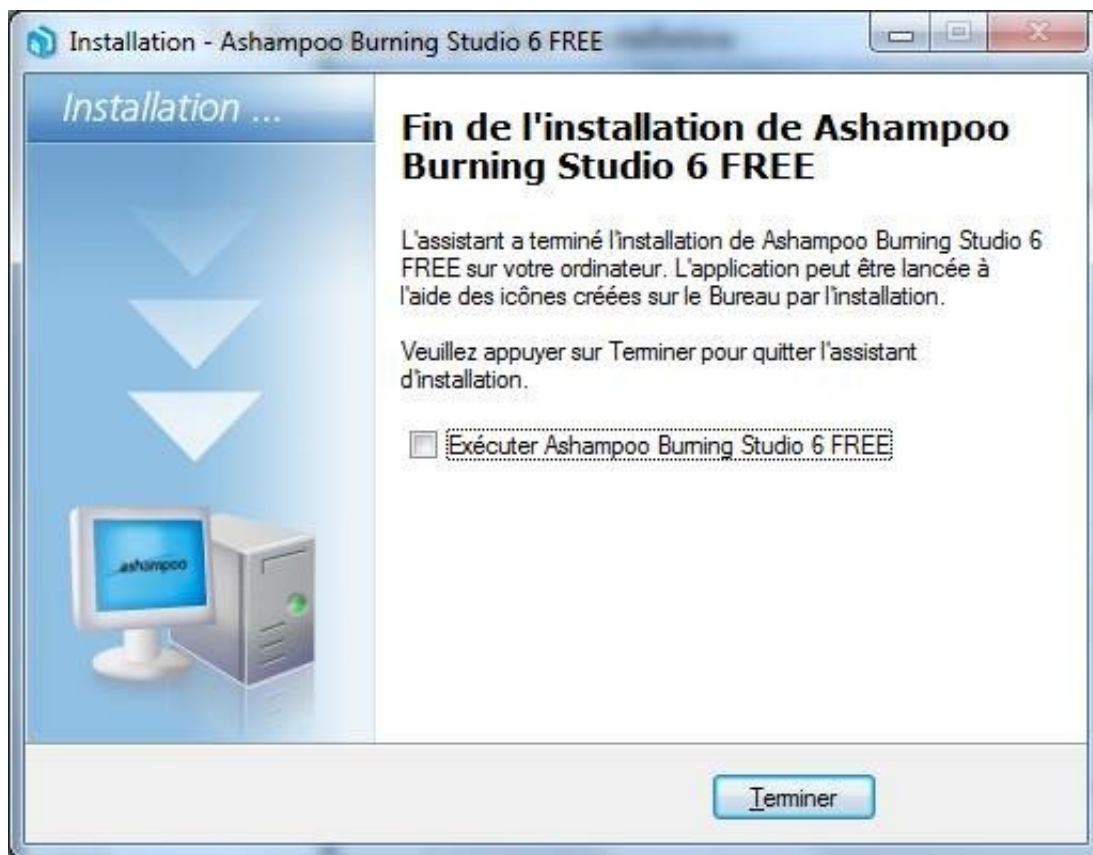 Installation - Ashampoo Burning Studio 6 FREE
Installation ...
Fin de l'installation de Ashampoo
Burning Studio 6 FREE
L'assistant a terminé l'installation de Ashampoo Burning Studio 6
FREE sur votre ordinateur. L'application peut être lancée à
l'aide des icônes créées sur le Bureau par l'installation.
Veuillez appuyer sur Terminer pour quitter l'assistant
d'installation.
Exécuter Ashampoo Burning Studio 6 FREE
ashampoo
Terminer